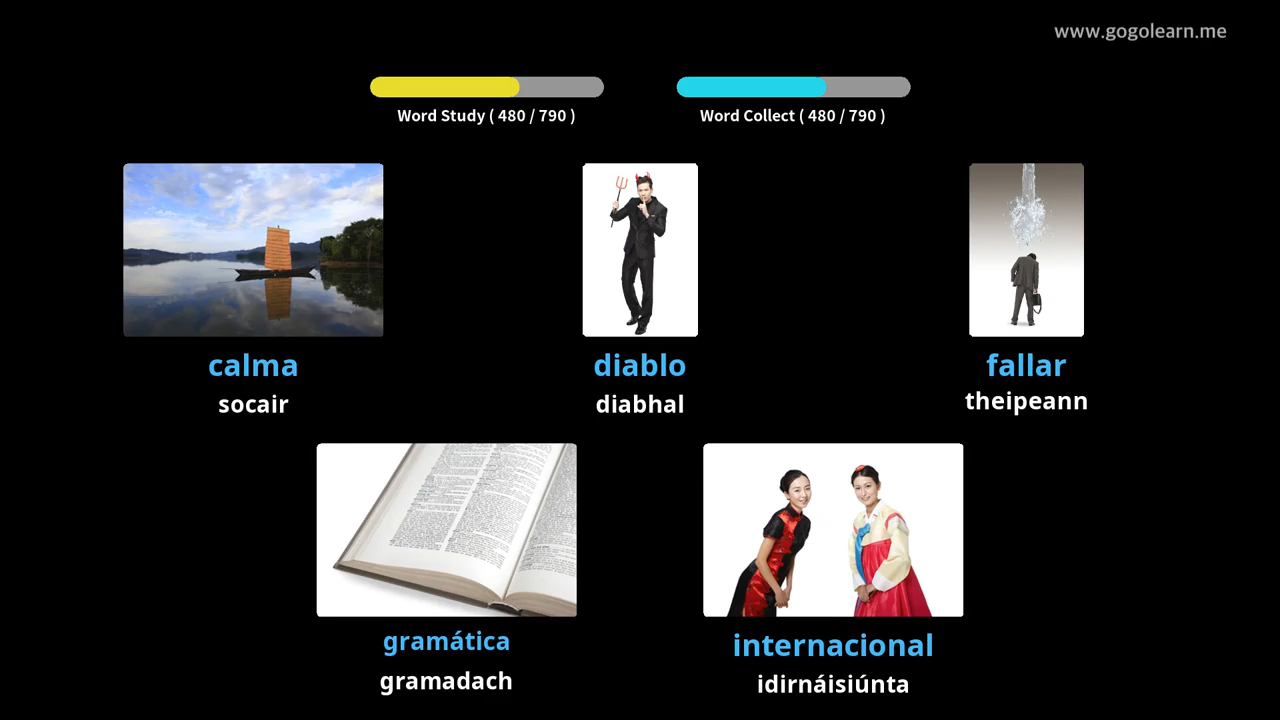 www.gogolearn.me
Word Study ( 480 / 790 )
Word Collect ( 480 / 790 )
calma
socair
diablo
diabhal
fallar
theipeann
gramática
gramadach
internacional
idirnáisiúnta